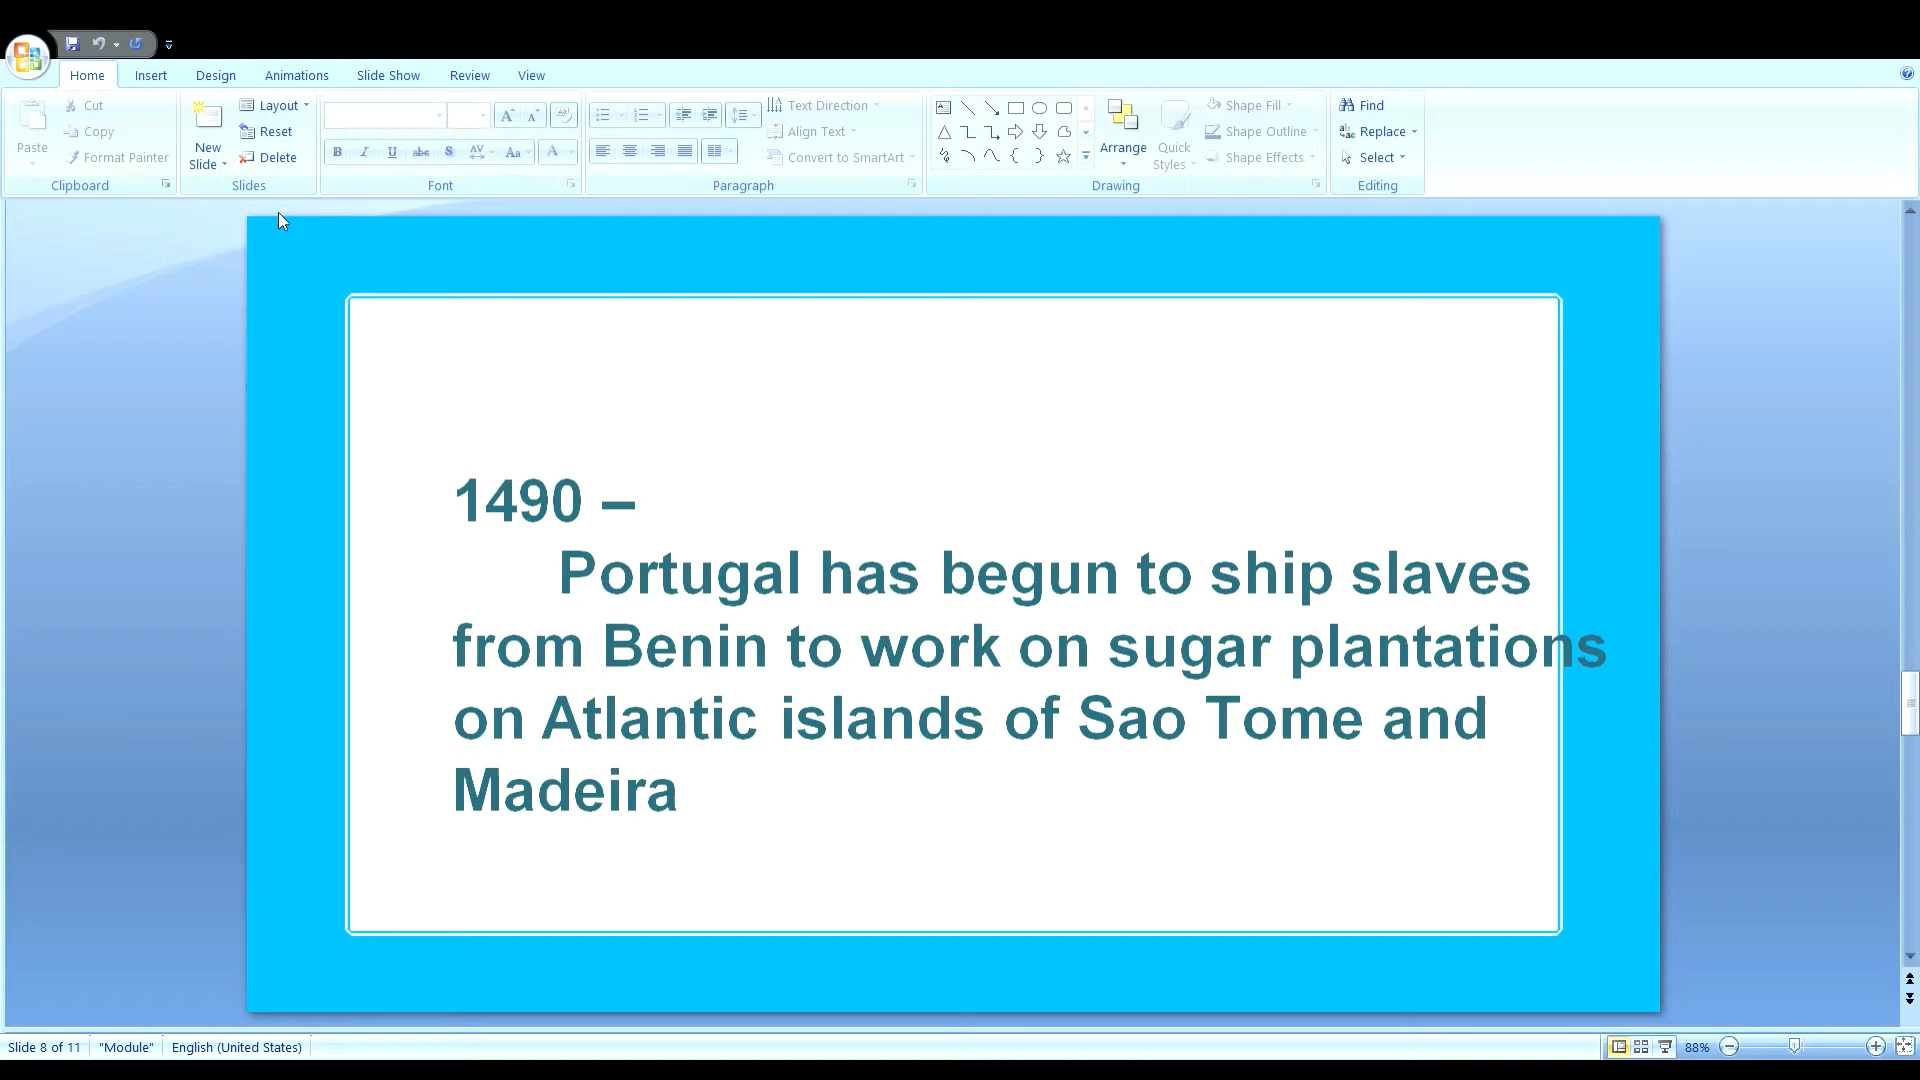 Home Insert Design Animations Slide Show Review View
Cut
Copy
Format Painter
Paste
Clipboard
New
Slide
Layout
Reset
Delete
Slides
Font
Text Direction
Align Text
Convert to SmartArt
Paragraph
Arrange
Quick
Styles
Shape Fill
Shape Outline
Shape Effects
Drawing
Find
Replace
Select
Editing
1490 –
Portugal has begun to ship slaves
from Benin to work on sugar plantations
on Atlantic islands of Sao Tome and
Madeira
Slide 8 of 11 "Module" English (United States) 88%